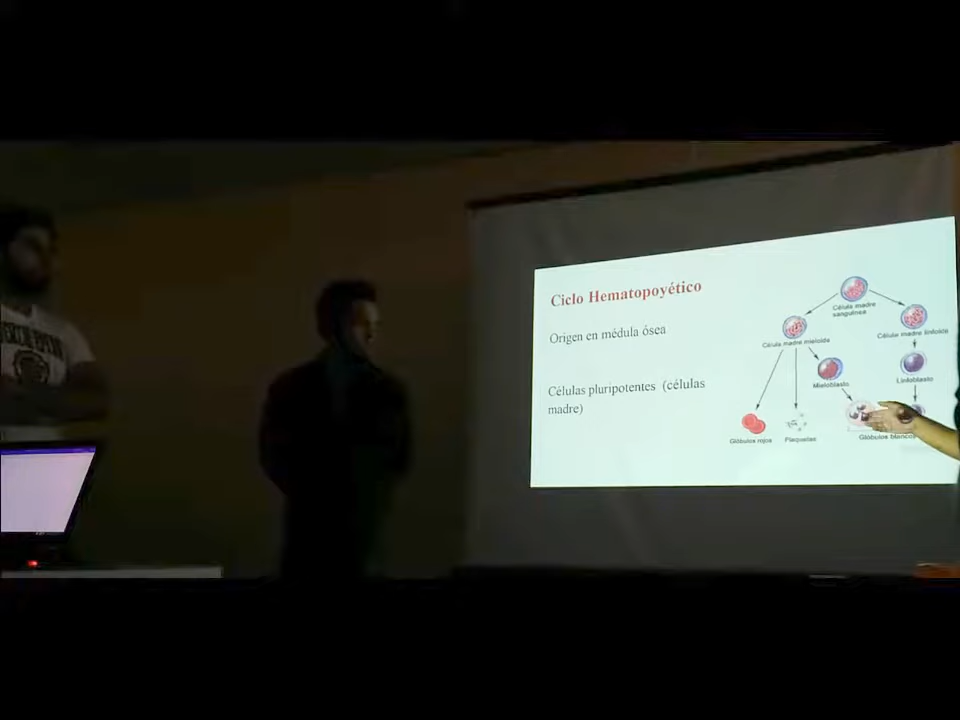 Ciclo Hematopoyético
Origen en médula ósea
Células pluripotentes (células
madre)
Célula madre
sanguínea
Célula madre mieloide
Célula madre linfoide
Mieloblasto
Linfoblasto
Glóbulos rojos
Plaquetas
Glóbulos blancos